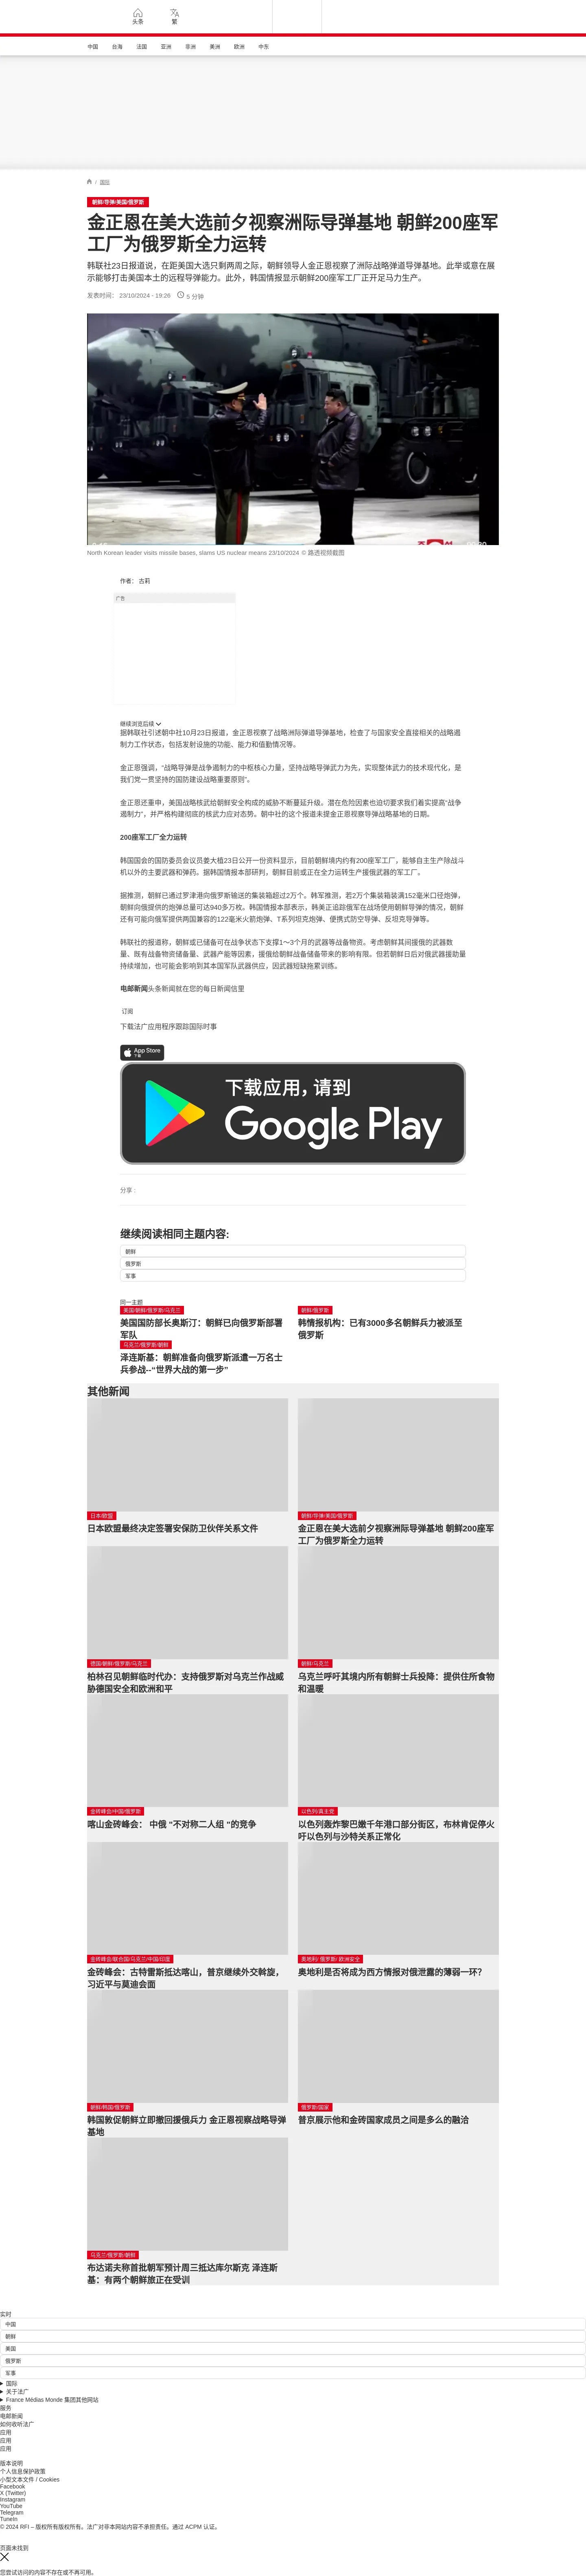 头条
繁
中国 台海 法国 亚洲 非洲 美洲 欧洲 中东
/ 国际
朝鲜/导弹/美国/俄罗斯
金正恩在美大选前夕视察洲际导弹基地 朝鲜200座军
工厂为俄罗斯全力运转
韩联社23日报道说，在距美国大选只剩两周之际，朝鲜领导人金正恩视察了洲际战略弹道导弹基地。此举或意在展
示能够打击美国本土的远程导弹能力。此外，韩国情报显示朝鲜200座军工厂正开足马力生产。
发表时间： 23/10/2024 - 19:26 5 分钟
North Korean leader visits missile bases, slams US nuclear means 23/10/2024 © 路透视频截图
作者： 古莉
广告
继续浏览后续
据韩联社引述朝中社10月23日报道，金正恩视察了战略洲际弹道导弹基地，检查了与国家安全直接相关的战略遏
制力工作状态，包括发射设施的功能、能力和值勤情况等。
金正恩强调，“战略导弹是战争遏制力的中枢核心力量，坚持战略导弹武力为先，实现整体武力的技术现代化，是
我们党一贯坚持的国防建设战略重要原则”。
金正恩还重申，美国战略核武给朝鲜安全构成的威胁不断蔓延升级。潜在危险因素也迫切要求我们着实提高“战争
遏制力”，并严格构建彻底的核武力应对态势。朝中社的这个报道未提金正恩视察导弹战略基地的日期。
200座军工厂全力运转
韩国国会的国防委员会议员姜大植23日公开一份资料显示，目前朝鲜境内约有200座军工厂，能够自主生产除战斗
机以外的主要武器和弹药。据韩国情报本部研判，朝鲜目前或正在全力运转生产援俄武器的军工厂。
据推测，朝鲜已通过罗津港向俄罗斯输送的集装箱超过2万个。韩军推测，若2万个集装箱装满152毫米口径炮弹，
朝鲜向俄提供的炮弹总量可达940多万枚。韩国情报本部表示，韩美正追踪俄军在战场使用朝鲜导弹的情况，朝鲜
还有可能向俄军提供两国兼容的122毫米火箭炮弹、T系列坦克炮弹、便携式防空导弹、反坦克导弹等。
韩联社的报道称，朝鲜或已储备可在战争状态下支撑1～3个月的武器等战备物资。考虑朝鲜其间援俄的武器数
量、既有战备物资储备量、武器产能等因素，援俄给朝鲜战备储备带来的影响有限。但若朝鲜日后对俄武器援助量
持续增加，也可能会影响到其本国军队武器供应，因武器短缺拖累训练。
电邮新闻头条新闻就在您的每日新闻信里
订阅
下载法广应用程序跟踪国际时事
App Store
下载
下载应用，请到
Google Play
分享 :
继续阅读相同主题内容:
朝鲜
俄罗斯
军事
同一主题
美国/朝鲜/俄罗斯/乌克兰
美国国防部长奥斯汀：朝鲜已向俄罗斯部署
军队
朝鲜/俄罗斯
韩情报机构：已有3000多名朝鲜兵力被派至
俄罗斯
乌克兰/俄罗斯/朝鲜
泽连斯基：朝鲜准备向俄罗斯派遣一万名士
兵参战--“世界大战的第一步”
其他新闻
日本/欧盟
日本欧盟最终决定签署安保防卫伙伴关系文件
朝鲜/导弹/美国/俄罗斯
金正恩在美大选前夕视察洲际导弹基地 朝鲜200座军
工厂为俄罗斯全力运转
德国/朝鲜/俄罗斯/乌克兰
柏林召见朝鲜临时代办：支持俄罗斯对乌克兰作战威
胁德国安全和欧洲和平
朝鲜/乌克兰
乌克兰呼吁其境内所有朝鲜士兵投降：提供住所食物
和温暖
金砖峰会/中国/俄罗斯
喀山金砖峰会： 中俄 "不对称二人组 "的竞争
以色列/真主党
以色列轰炸黎巴嫩千年港口部分街区，布林肯促停火
吁以色列与沙特关系正常化
金砖峰会/联合国/乌克兰/中国/印度
金砖峰会：古特雷斯抵达喀山，普京继续外交斡旋，
习近平与莫迪会面
奥地利/ 俄罗斯/ 欧洲安全
奥地利是否将成为西方情报对俄泄露的薄弱一环？
朝鲜/韩国/俄罗斯
韩国敦促朝鲜立即撤回援俄兵力 金正恩视察战略导弹
基地
俄罗斯/国家
普京展示他和金砖国家成员之间是多么的融洽
乌克兰/俄罗斯/朝鲜
布达诺夫称首批朝军预计周三抵达库尔斯克 泽连斯
基：有两个朝鲜旅正在受训
实时
中国
朝鲜
美国
俄罗斯
军事
国际
关于法广
France Médias Monde 集团其他网站
服务
电邮新闻
如何收听法广
应用
应用
应用
版本说明
个人信息保护政策
小型文本文件 / Cookies
Facebook
X (Twitter)
Instagram
YouTube
Telegram
TuneIn
© 2024 RFI – 版权所有版权所有。法广对非本网站内容不承担责任。通过 ACPM 认证。
页面未找到
您尝试访问的内容不存在或不再可用。